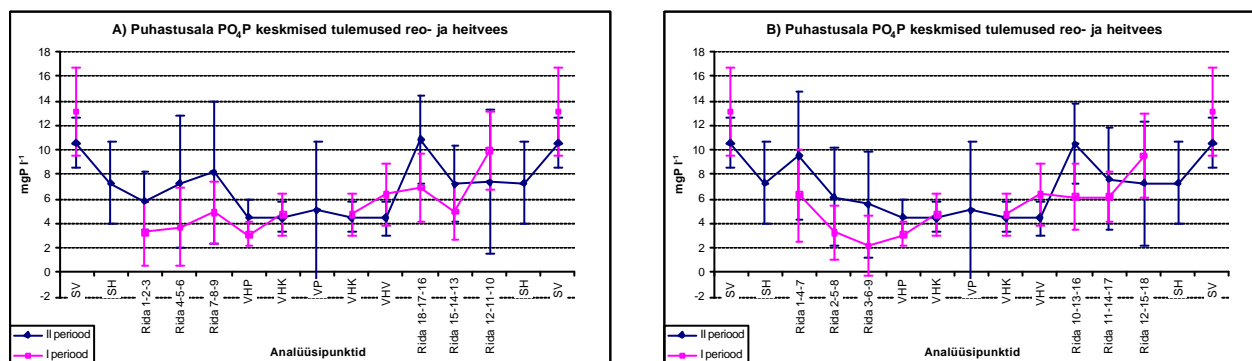 A) Puhastusala PO4P keskmised tulemused reo- ja heitvees
mgP l-1
18
16
14
12
10
8
6
4
2
0
-2
SV
SH
Rida 1-2-3
Rida 4-5-6
Rida 7-8-9
VHP
VHK
VP
VHK
VHV
Rida 18-17-16
Rida 15-14-13
Rida 12-11-10
SH
SV
Analüüsipunktid
II periood
I periood
B) Puhastusala PO4P keskmised tulemused reo- ja heitvees
mgP l-1
18
16
14
12
10
8
6
4
2
0
-2
SV
SH
Rida 1-4-7
Rida 2-5-8
Rida 3-6-9
VHP
VHK
VP
VHK
VHV
Rida 10-13-16
Rida 11-14-17
Rida 12-15-18
SH
SV
Analüüsipunktid
II periood
I periood